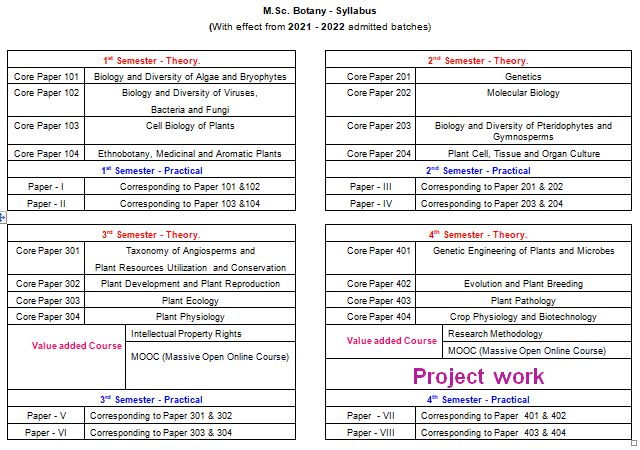 M.Sc. Botany - Syllabus
(With effect from 2021 - 2022 admitted batches)
1st Semester - Theory.
Core Paper 101 Biology and Diversity of Algae and Bryophytes
Core Paper 102 Biology and Diversity of Viruses,
Bacteria and Fungi
Core Paper 103 Cell Biology of Plants
Core Paper 104 Ethnobotany, Medicinal and Aromatic Plants
1st Semester - Practical
Paper - I Corresponding to Paper 101 &102
Paper - II Corresponding to Paper 103 &104
2nd Semester - Theory.
Core Paper 201 Genetics
Core Paper 202 Molecular Biology
Core Paper 203 Biology and Diversity of Pteridophytes and
Gymnosperms
Core Paper 204 Plant Cell, Tissue and Organ Culture
2nd Semester - Practical
Paper - III Corresponding to Paper 201 & 202
Paper - IV Corresponding to Paper 203 & 204
3rd Semester - Theory.
Core Paper 301 Taxonomy of Angiosperms and
Plant Resources Utilization and Conservation
Core Paper 302 Plant Development and Plant Reproduction
Core Paper 303 Plant Ecology
Core Paper 304 Plant Physiology
Value added Course
Intellectual Property Rights
MOOC (Massive Open Online Course)
3rd Semester - Practical
Paper - V Corresponding to Paper 301 & 302
Paper - VI Corresponding to Paper 303 & 304
4th Semester - Theory.
Core Paper 401 Genetic Engineering of Plants and Microbes
Core Paper 402 Evolution and Plant Breeding
Core Paper 403 Plant Pathology
Core Paper 404 Crop Physiology and Biotechnology
Value added Course
Research Methodology
MOOC (Massive Open Online Course)
Project work
4th Semester - Practical
Paper - VII Corresponding to Paper 401 & 402
Paper - VIII Corresponding to Paper 403 & 404